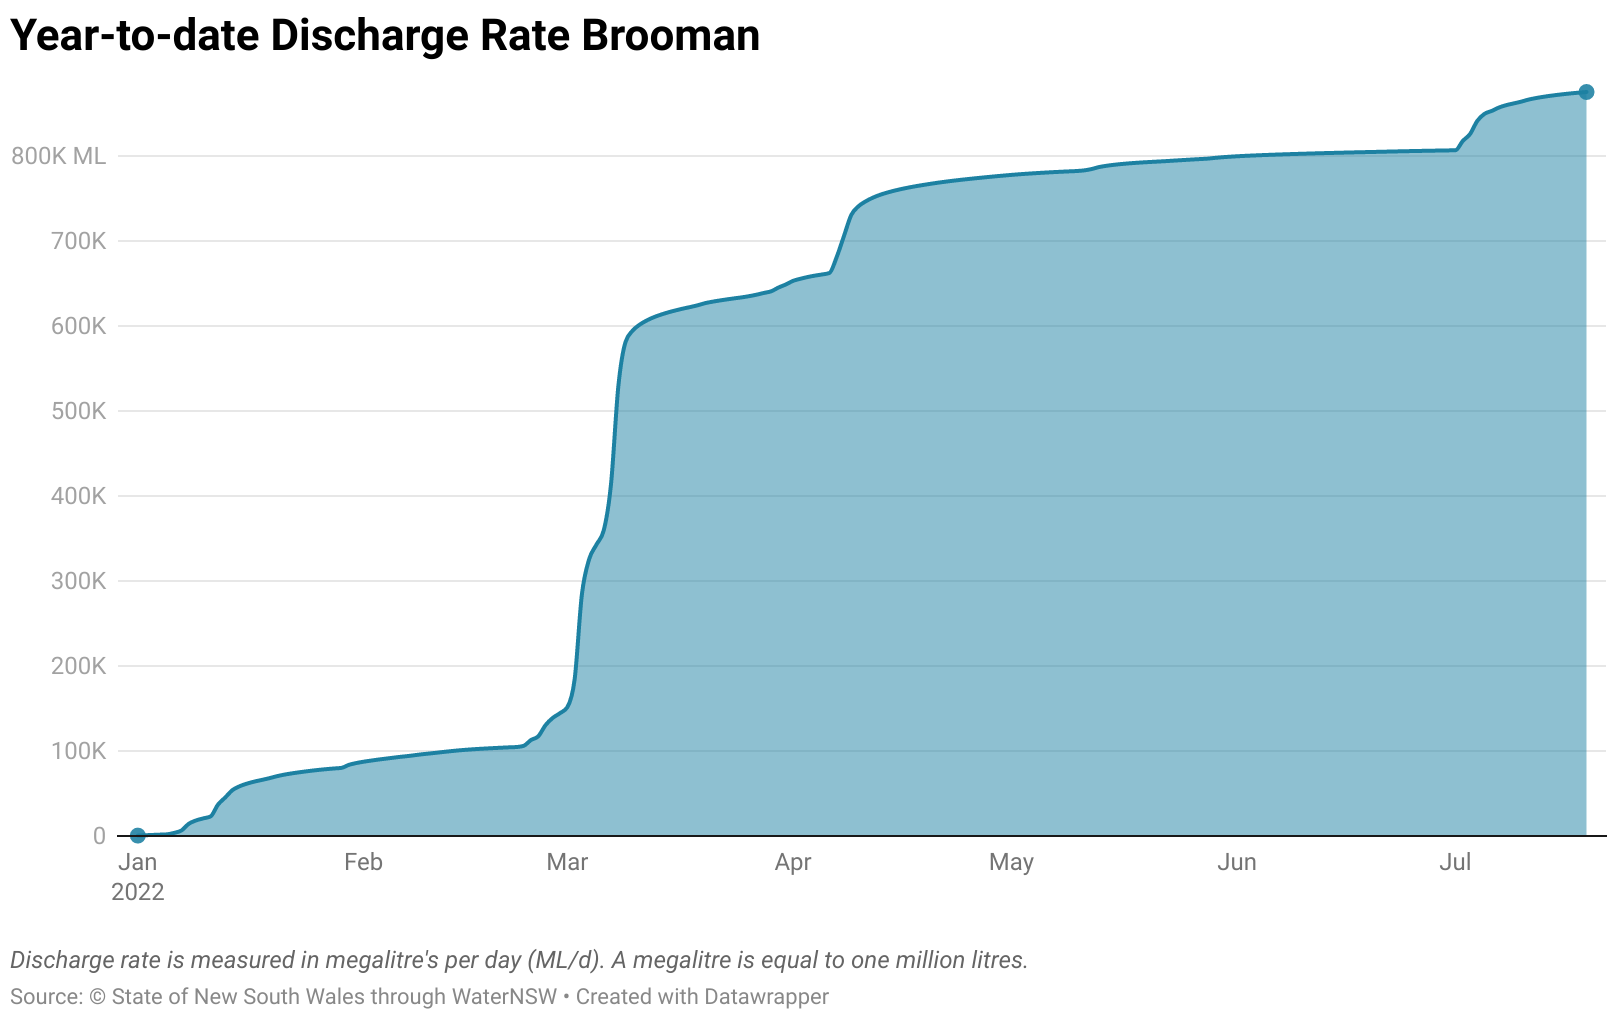 Year-to-date Discharge Rate Brooman
800K ML
700K
600K
500K
400K
300K
200K
100K
0
Jan Feb Mar Apr May Jun Jul
2022
Discharge rate is measured in megalitre's per day (ML/d). A megalitre is equal to one million litres.
Source: © State of New South Wales through WaterNSW • Created with Datawrapper